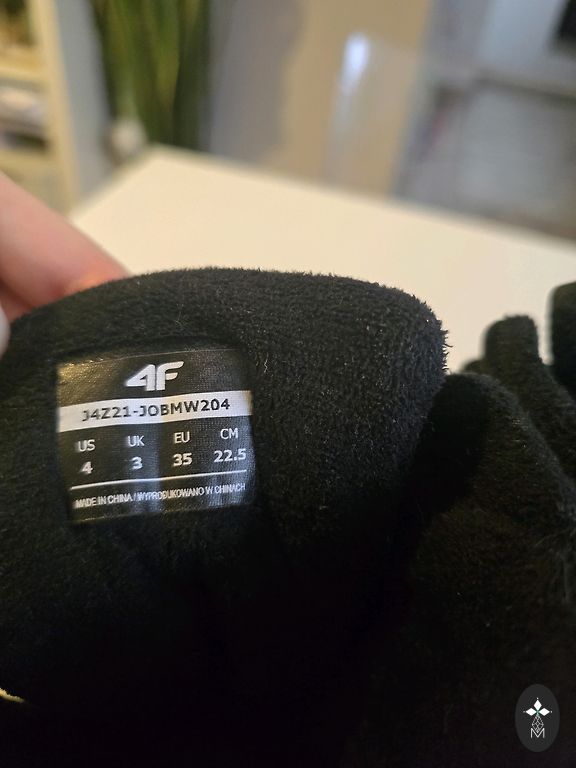 4F
J4Z21-JOBMW204
US UK EU CM
4 3 35 22.5
MADE IN CHINA / WYPRODUKOWANO W CHINACH
M